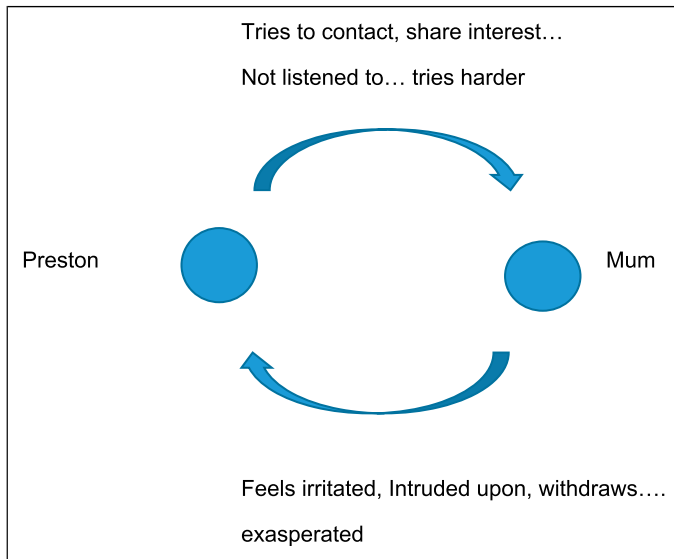 Tries to contact, share interest…
Not listened to… tries harder
Preston
Mum
Feels irritated, Intruded upon, withdraws….
exasperated